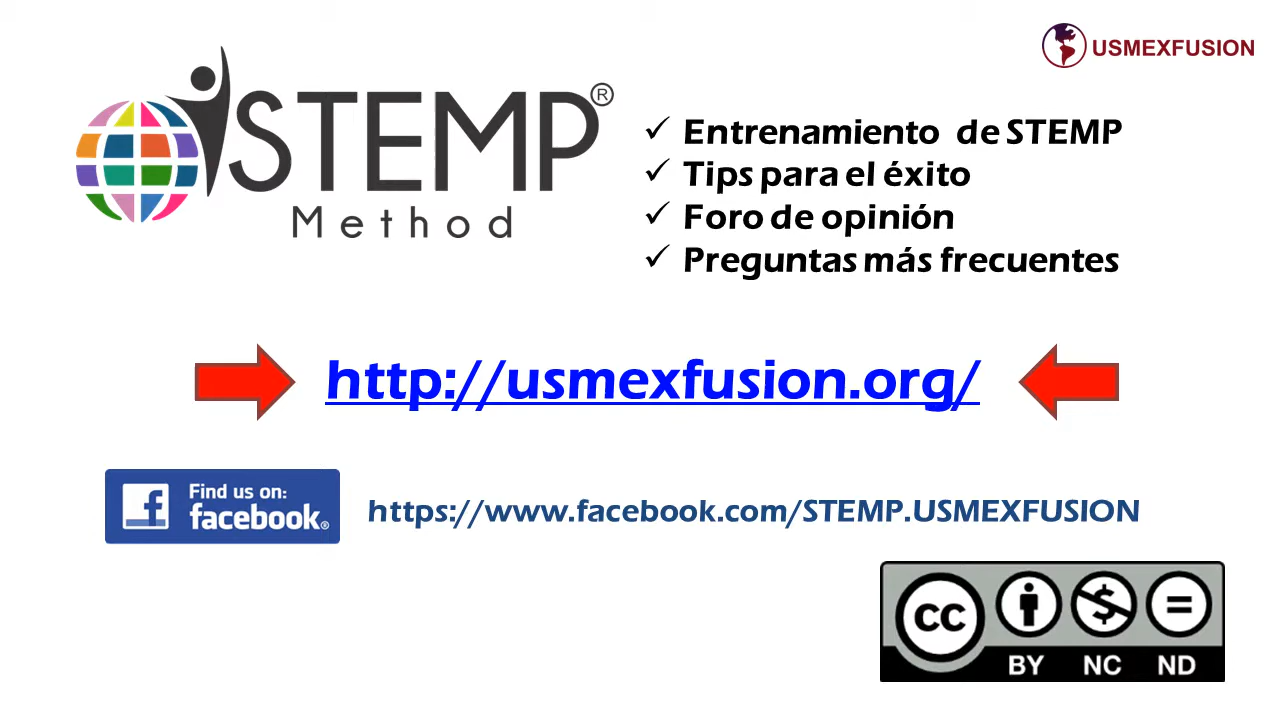 USMEXFUSION
STEMP®
Method
✓ Entrenamiento de STEMP
✓ Tips para el éxito
✓ Foro de opinión
✓ Preguntas más frecuentes
http://usmexfusion.org/
f
Find us on:
facebook®
https://www.facebook.com/STEMP.USMEXFUSION
cc
BY NC ND